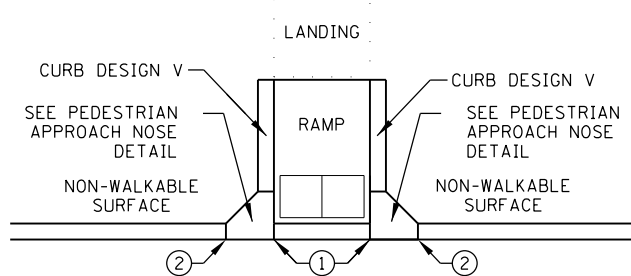 LANDING
CURB DESIGN V
CURB DESIGN V
SEE PEDESTRIAN
APPROACH NOSE
DETAIL
RAMP
SEE PEDESTRIAN
APPROACH NOSE
DETAIL
NON-WALKABLE
SURFACE
NON-WALKABLE
SURFACE
2
1
2